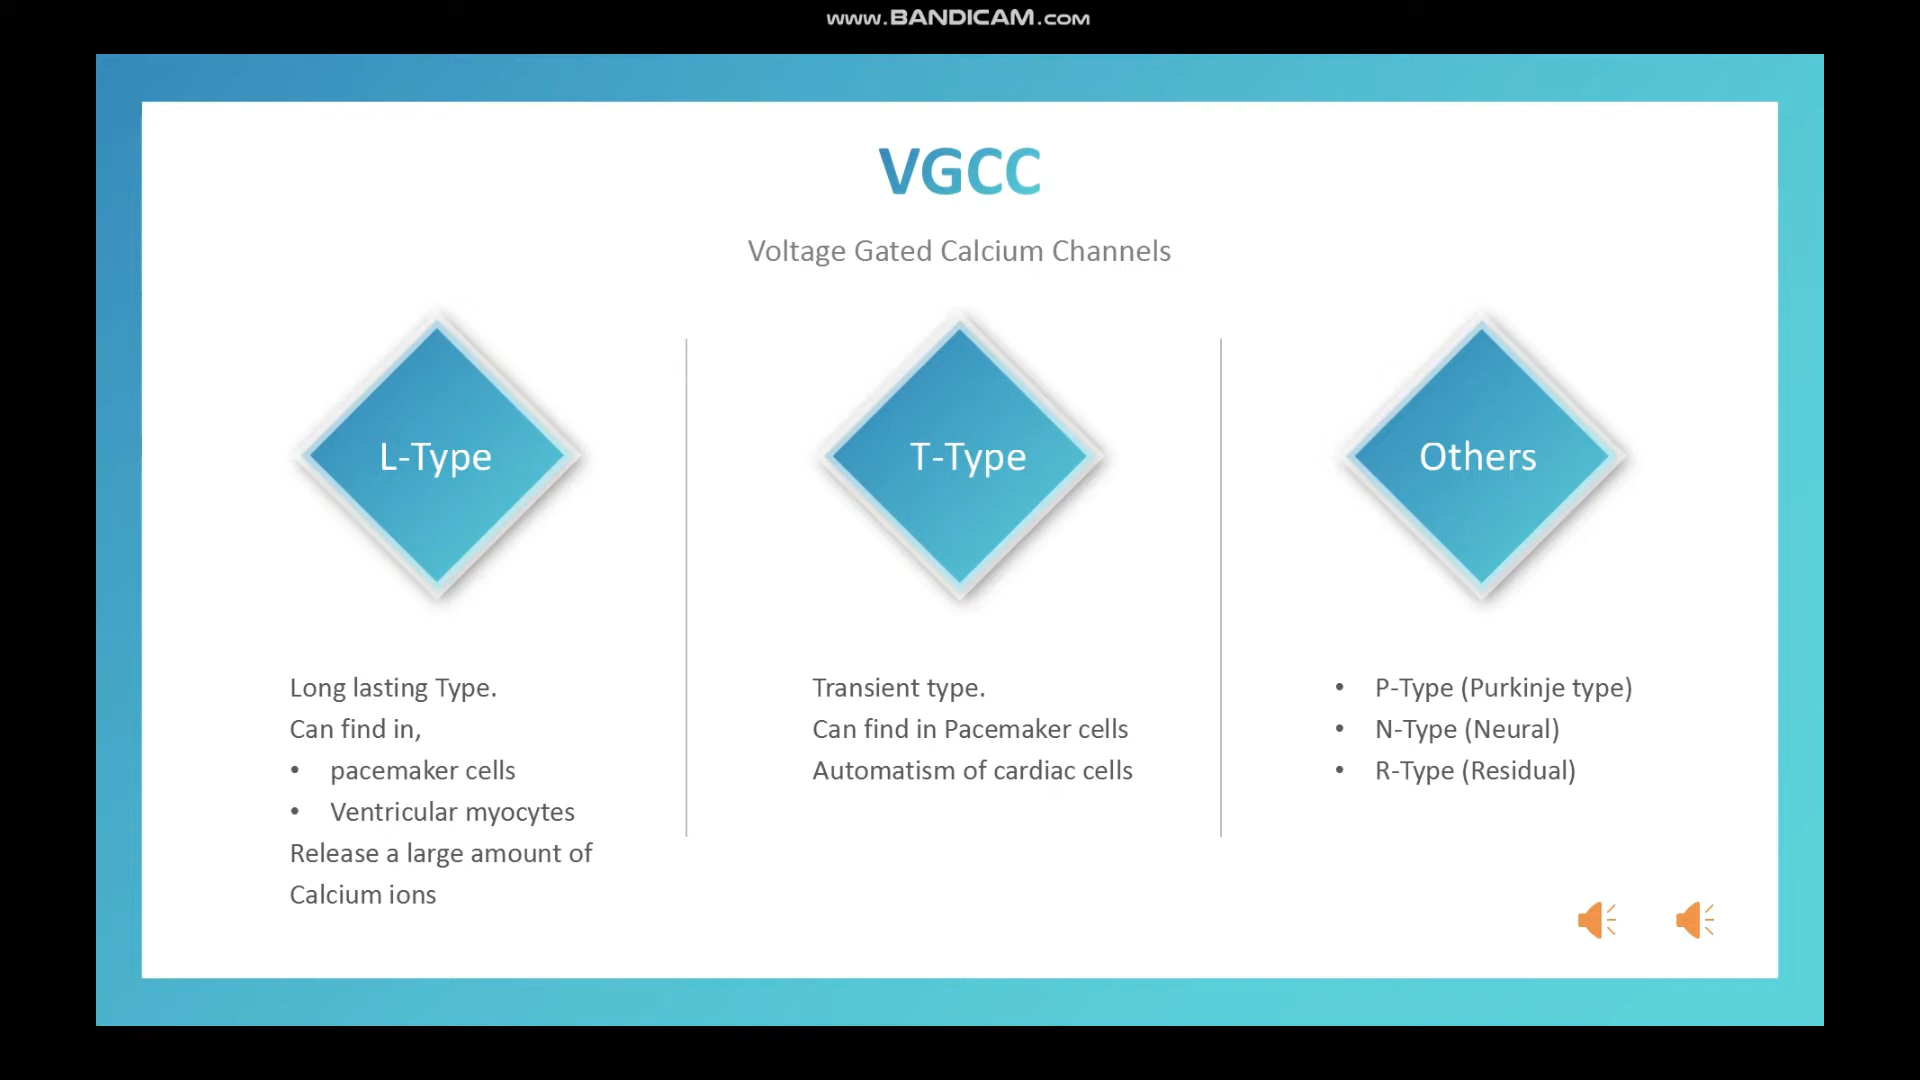 www.BANDICAM.com
VGCC
Voltage Gated Calcium Channels
L-Type
T-Type
Others
Long lasting Type.
Can find in,
• pacemaker cells
• Ventricular myocytes
Release a large amount of
Calcium ions
Transient type.
Can find in Pacemaker cells
Automatism of cardiac cells
• P-Type (Purkinje type)
• N-Type (Neural)
• R-Type (Residual)